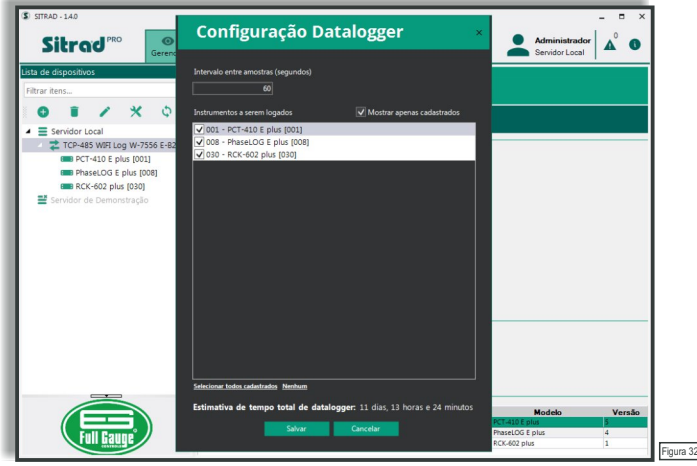 SITRAD - 1.4.0
Sitrad PRO
Configuração Datalogger
Administrador
Servidor Local
0
Lista de dispositivos
Filtrar itens...
Servidor Local
TCP-485 WIFI Log W-7556 E-82
PCT-410 E plus [001]
PhaseLOG E plus [008]
RCK-602 plus [030]
Servidor de Demonstração
Intervalo entre amostras (segundos)
60
Instrumentos a serem logados
Mostrar apenas cadastrados
001 - PCT-410 E plus [001]
008 - PhaseLOG E plus [008]
030 - RCK-602 plus [030]
Selecionar todos cadastrados Nenhum
Estimativa de tempo total de datalogger: 11 dias, 13 horas e 24 minutos
Salvar Cancelar
Modelo Versão
PCT-410 E plus 5
PhaseLOG E plus 4
RCK-602 plus 1
Full Gauge
Figura 32